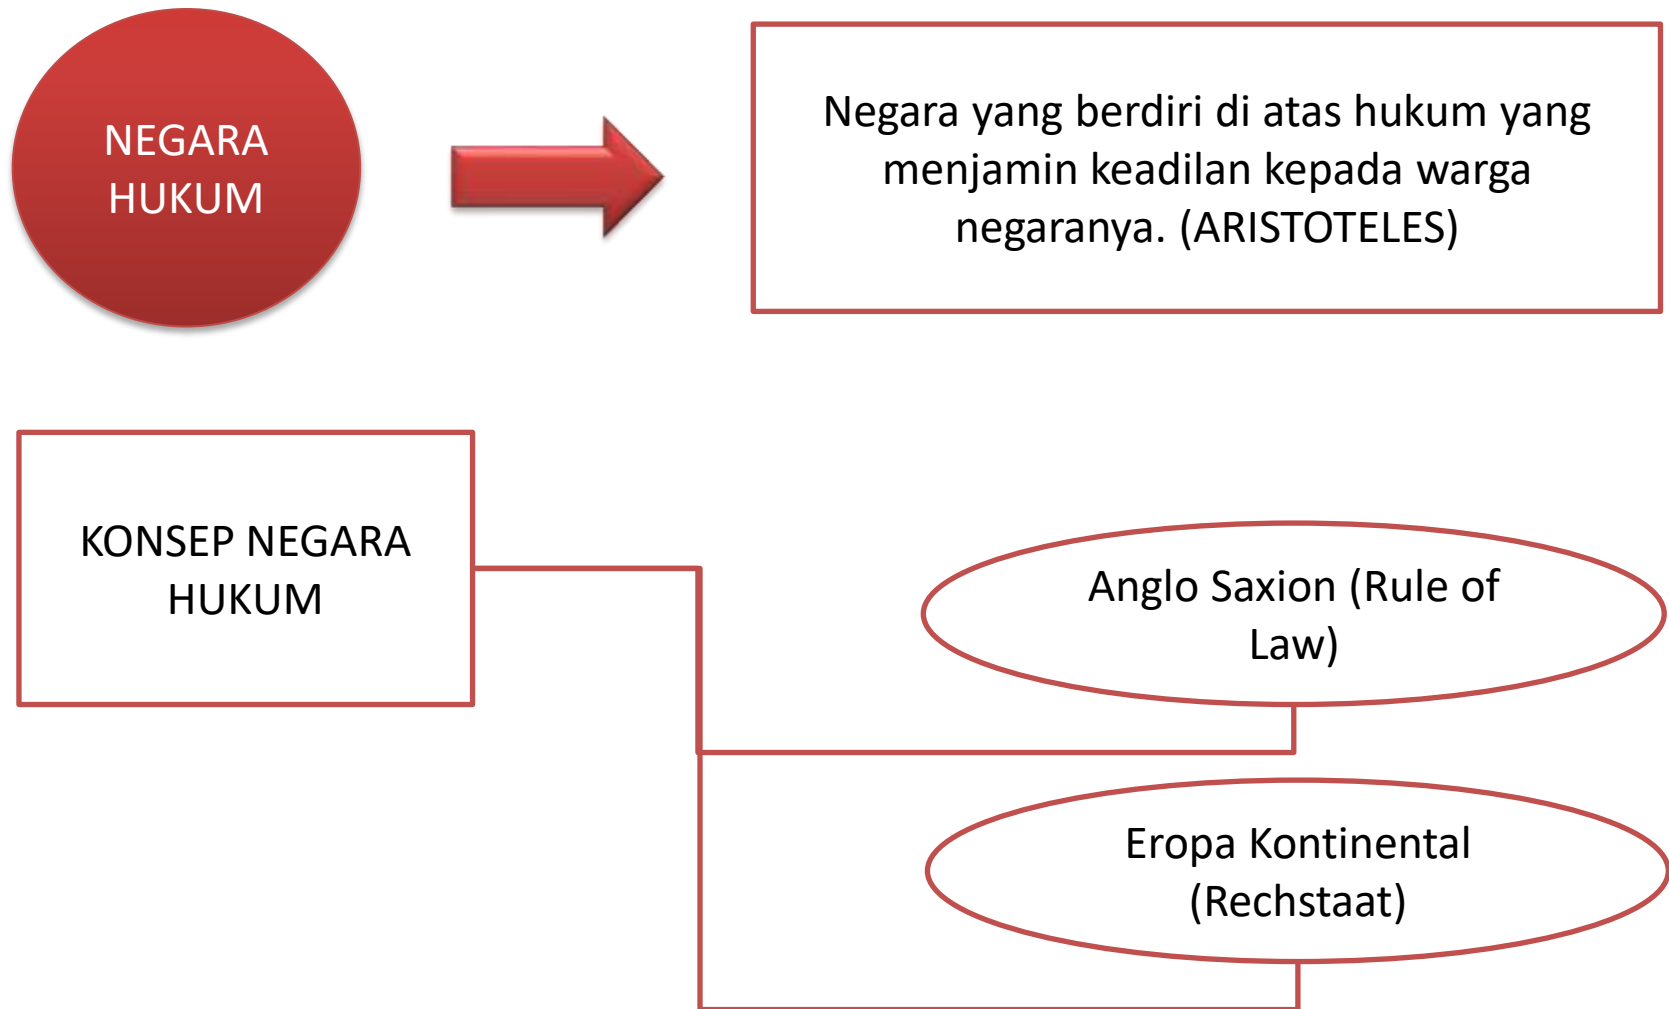 NEGARA
HUKUM
Negara yang berdiri di atas hukum yang
menjamin keadilan kepada warga
negaranya. (ARISTOTELES)
KONSEP NEGARA
HUKUM
Anglo Saxion (Rule of
Law)
Eropa Kontinental
(Rechstaat)